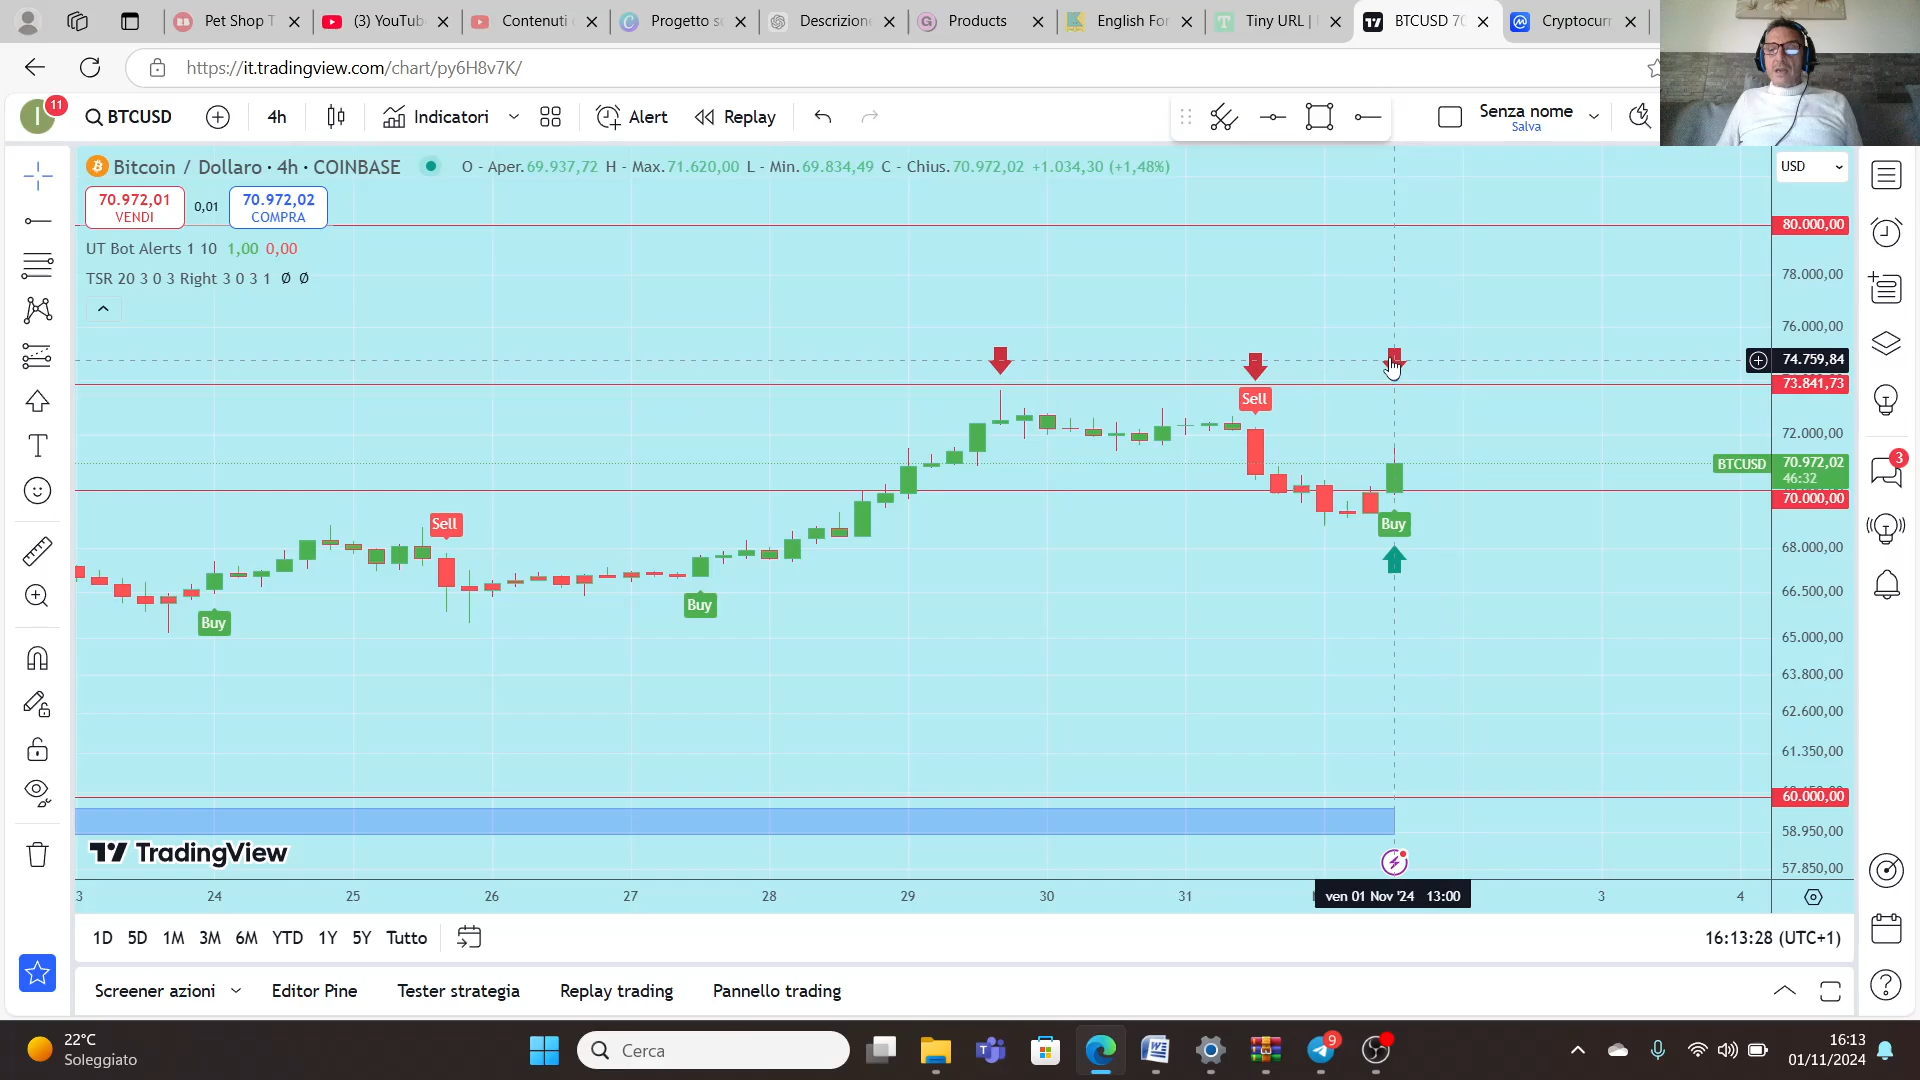 Pet Shop T
(3) YouTub
Contenuti
Progetto s
Descrizion
Products
English For
Tiny URL |
BTCUSD 70
Cryptocurr
https://it.tradingview.com/chart/py6H8v7K/
11
BTCUSD
4h
Indicatori
Alert
Replay
Senza nome
Salva
Bitcoin / Dollaro · 4h · COINBASE
O - Aper.69.937,72 H - Max.71.620,00 L - Min.69.834,49 C - Chius.70.972,02 +1.034,30 (+1,48%)
USD
70.972,01
VENDI
0,01
70.972,02
COMPRA
UT Bot Alerts 1 10 1,00 0,00
TSR 20 3 0 3 Right 3 0 3 1 Ø Ø
80.000,00
78.000,00
76.000,00
74.759,84
73.841,73
72.000,00
BTCUSD
70.972,02
46:32
70.000,00
68.000,00
66.500,00
65.000,00
63.800,00
62.600,00
61.350,00
60.000,00
58.950,00
57.850,00
Sell
Sell
Buy
Buy
Buy
3
TradingView
3
24
25
26
27
28
29
30
31
ven 01 Nov '24 13:00
3
4
1D
5D
1M
3M
6M
YTD
1Y
5Y
Tutto
16:13:28 (UTC+1)
Screener azioni
Editor Pine
Tester strategia
Replay trading
Pannello trading
22°C
Soleggiato
Cerca
9
16:13
01/11/2024